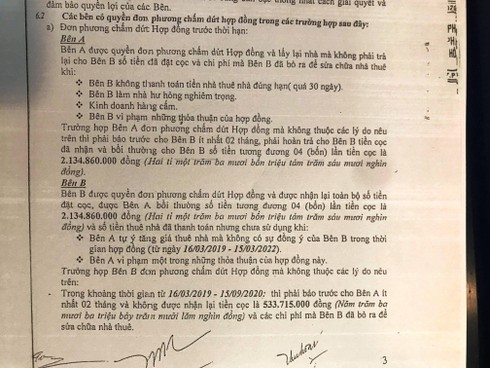 đảm bảo quyền lợi của các Bên.
6.2 Các bên có quyền đơn phương chấm dứt hợp đồng trong các trường hợp sau đây:
a) Đơn phương chấm dứt Hợp đồng trước thời hạn:
Bên A
Bên A được quyền đơn phương chấm dứt Hợp đồng và lấy lại nhà mà không phải trả
lại cho Bên B số tiền đã đặt cọc và chi phí mà Bên B đã bỏ ra để sửa chữa nhà thuê
khi:
❖ Bên B không thanh toán tiền nhà thuê nhà đúng hạn( quá 30 ngày).
❖ Bên B làm nhà hư hỏng nghiêm trọng.
❖ Kinh doanh hàng cấm.
❖ Bên B vi phạm những thỏa thuận của hợp đồng.
Trường hợp Bên A đơn phương chấm dứt Hợp đồng mà không thuộc các lý do nêu
trên thì phải báo trước cho Bên B ít nhất 02 tháng, phải hoàn trả cho Bên B tiền cọc
đã nhận và bồi thường cho Bên B số tiền tương đương 04 (bốn) lần tiền cọc là
2.134.860.000 đồng (Hai tỉ một trăm ba mươi bốn triệu tám trăm sáu mươi nghìn
đồng).
Bên B
Bên B được quyền đơn phương chấm dứt Hợp đồng và được nhận lại toàn bộ số tiền
đặt cọc, được Bên A bồi thường số tiền tương đương 04 (bốn) lần tiền cọc là
2.134.860.000 đồng (Hai tỉ một trăm ba mươi bốn triệu tám trăm sáu mươi nghìn
đồng) và số tiền thuê nhà đã thanh toán nhưng chưa sử dụng khi:
❖ Bên A tự ý tăng giá thuê nhà mà không có sự đồng ý của Bên B trong thời
gian hợp đồng (từ ngày 16/03/2019 - 15/03/2022).
❖ Bên A vi phạm một trong những thỏa thuận của hợp đồng này.
Trường hợp Bên B đơn phương chấm dứt Hợp đồng mà không thuộc các lý do nêu
trên:
Trong khoảng thời gian từ 16/03/2019 - 15/09/2020: thì phải báo trước cho Bên A ít
nhất 02 tháng và không được nhận lại tiền cọc là 533.715.000 đồng (Năm trăm ba
mươi ba triệu bảy trăm mười lăm nghìn đồng) và các chi phí mà Bên B đã bỏ ra để
sửa chữa nhà thuê.
3